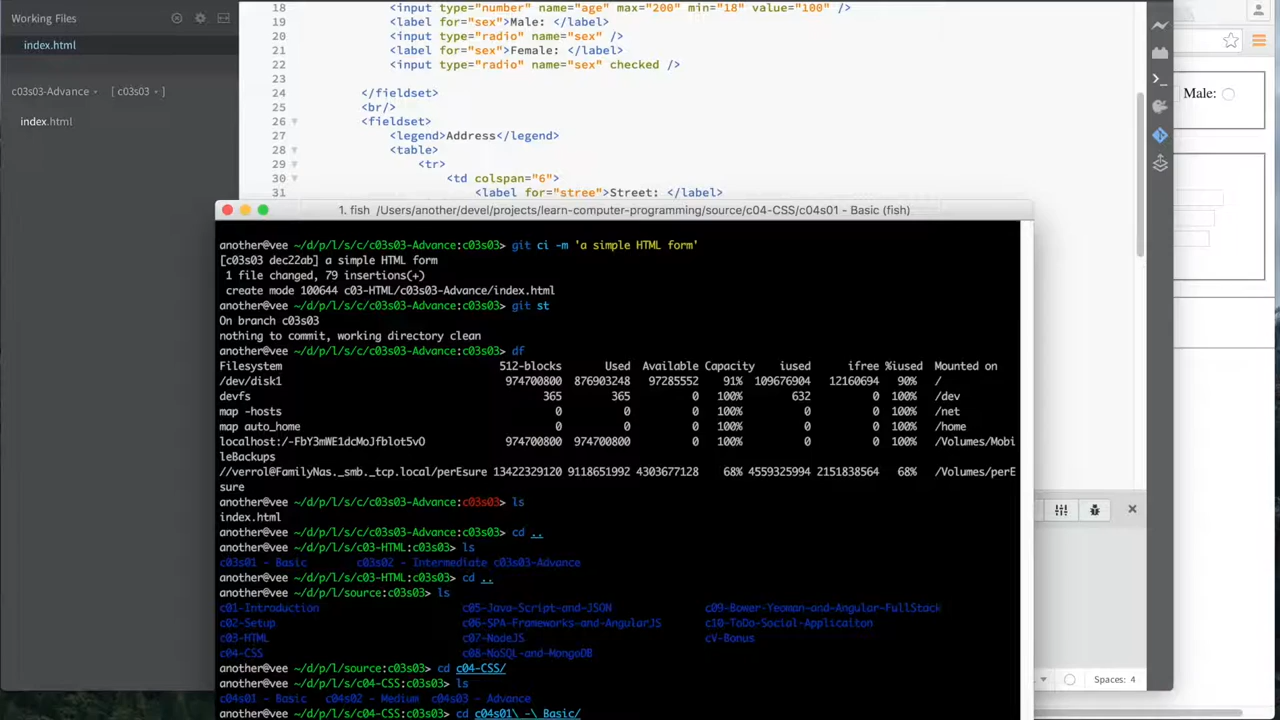 Working Files
index.html
c03s03-Advance
[ c03s03 ]
index.html
18 <input type="number" name="age" max="200" min="18" value="100" />
19 <label for="sex">Male: </label>
20 <input type="radio" name="sex" />
21 <label for="sex">Female: </label>
22 <input type="radio" name="sex" checked />
23
24 </fieldset>
25 <br/>
26 <fieldset>
27 <legend>Address</legend>
28 <table>
29 <tr>
30 <td colspan="6">
31 <label for="stree">Street: </label>
Male:
1. fish /Users/another/devel/projects/learn-computer-programming/source/c04-CSS/c04s01 - Basic (fish)
another@vee ~/d/p/l/s/c/c03s03-Advance:c03s03> git ci -m 'a simple HTML form'
[c03s03 dec22ab] a simple HTML form
1 file changed, 79 insertions(+)
create mode 100644 c03-HTML/c03s03-Advance/index.html
another@vee ~/d/p/l/s/c/c03s03-Advance:c03s03> git st
On branch c03s03
nothing to commit, working directory clean
another@vee ~/d/p/l/s/c/c03s03-Advance:c03s03> df
Filesystem 512-blocks Used Available Capacity iused ifree %iused Mounted on
/dev/disk1 974700800 876903248 97285552 91% 109676904 12160694 90% /
devfs 365 365 0 100% 632 0 100% /dev
map -hosts 0 0 0 100% 0 0 100% /net
map auto_home 0 0 0 100% 0 0 100% /home
localhost:/-FbY3mWE1dcMoJfblot5vO 974700800 974700800 0 100% 0 0 100% /Volumes/Mobi
leBackups
//verrol@FamilyNas._smb._tcp.local/perEsure 13422329120 9118651992 4303677128 68% 4559325994 2151838564 68% /Volumes/perE
sure
another@vee ~/d/p/l/s/c/c03s03-Advance:c03s03> ls
index.html
another@vee ~/d/p/l/s/c/c03s03-Advance:c03s03> cd ..
another@vee ~/d/p/l/s/c03-HTML:c03s03> ls
c03s01 - Basic c03s02 - Intermediate c03s03-Advance
another@vee ~/d/p/l/s/c03-HTML:c03s03> cd ..
another@vee ~/d/p/l/source:c03s03> ls
c01-Introduction c05-Java-Script-and-JSON c09-Bower-Yeoman-and-Angular-FullStack
c02-Setup c06-SPA-Frameworks-and-AngularJS c10-ToDo-Social-Applicaiton
c03-HTML c07-NodeJS cV-Bonus
c04-CSS c08-NoSQL-and-MongoDB
another@vee ~/d/p/l/source:c03s03> cd c04-CSS/
another@vee ~/d/p/l/s/c04-CSS:c03s03> ls
c04s01 - Basic c04s02 - Medium c04s03 - Advance
another@vee ~/d/p/l/s/c04-CSS:c03s03> cd c04s01\ -\ Basic/
Spaces: 4